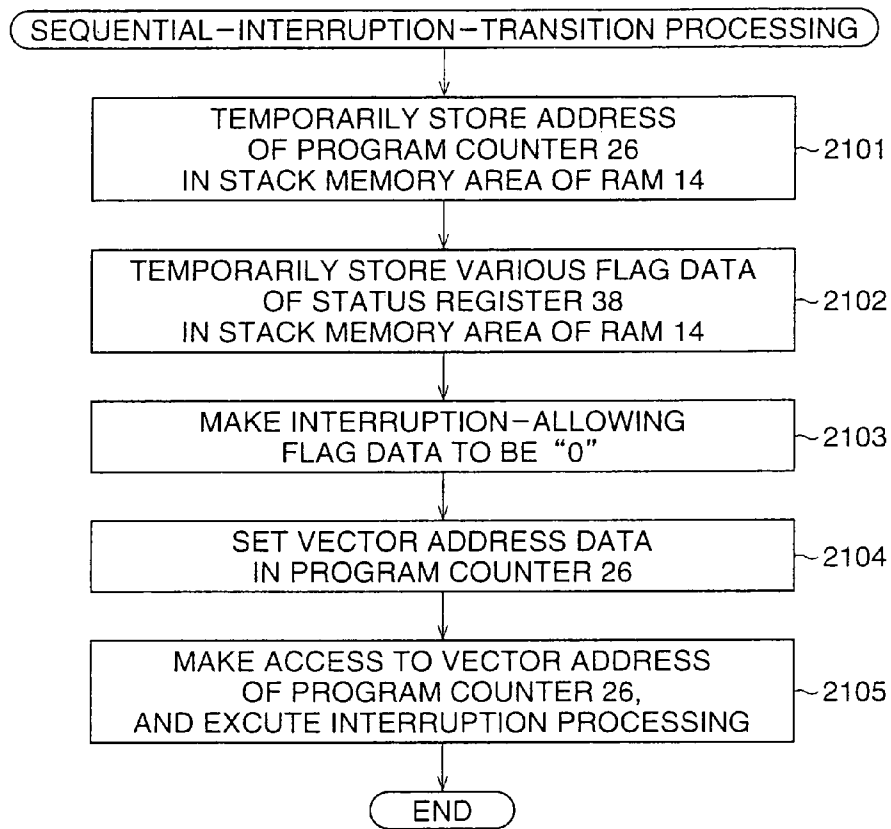 SEQUENTIAL-INTERRUPTION-TRANSITION PROCESSING
TEMPORARILY STORE ADDRESS
OF PROGRAM COUNTER 26
IN STACK MEMORY AREA OF RAM 14
2101
TEMPORARILY STORE VARIOUS FLAG DATA
OF STATUS REGISTER 38
IN STACK MEMORY AREA OF RAM 14
2102
MAKE INTERRUPTION-ALLOWING
FLAG DATA TO BE “0”
2103
SET VECTOR ADDRESS DATA
IN PROGRAM COUNTER 26
2104
MAKE ACCESS TO VECTOR ADDRESS
OF PROGRAM COUNTER 26,
AND EXCUTE INTERRUPTION PROCESSING
2105
END